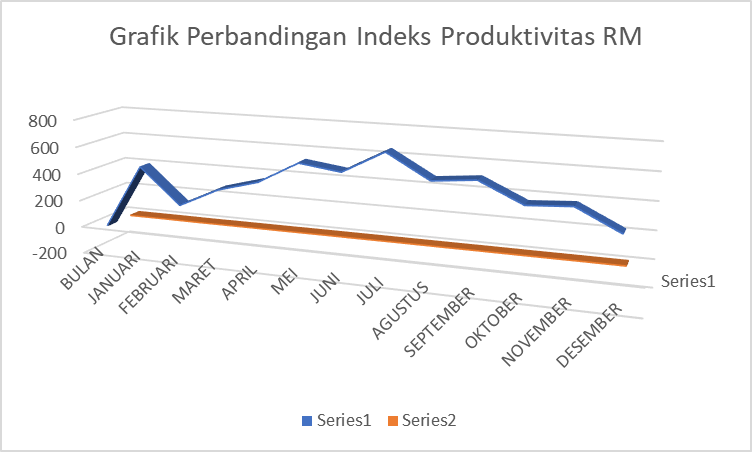 Grafik Perbandingan Indeks Produktivitas RM
800
600
400
200
0
-200
BULAN
JANUARI
FEBRUARI
MARET
APRIL
MEI
JUNI
JULI
AGUSTUS
SEPTEMBER
OKTOBER
NOVEMBER
DESEMBER
Series1
Series1 Series2